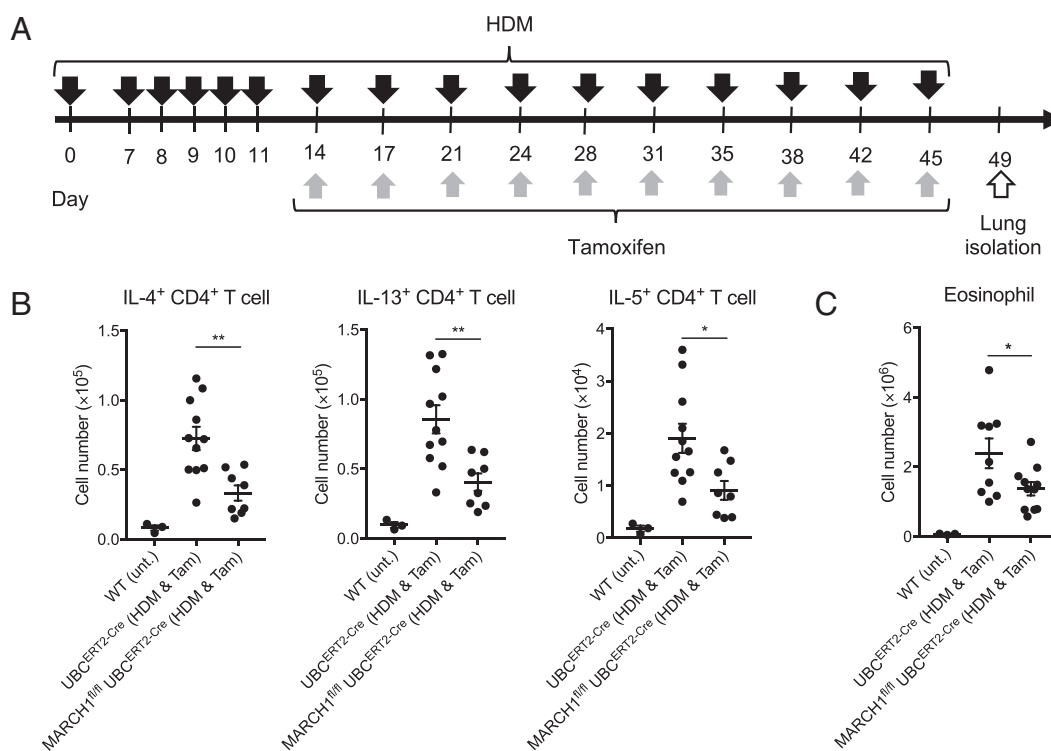 A
HDM
0 7 8 9 10 11 14 17 21 24 28 31 35 38 42 45 49
Day
Tamoxifen
Lung
isolation
B
IL-4⁺ CD4⁺ T cell
Cell number (×10⁵)
1.5
1.0
0.5
0.0
**
WT (unt.)
UBC^ERT2-Cre (HDM & Tam)
MARCH1^fl/fl UBC^ERT2-Cre (HDM & Tam)
IL-13⁺ CD4⁺ T cell
Cell number (×10⁵)
1.5
1.0
0.5
0.0
**
WT (unt.)
UBC^ERT2-Cre (HDM & Tam)
MARCH1^fl/fl UBC^ERT2-Cre (HDM & Tam)
IL-5⁺ CD4⁺ T cell
Cell number (×10⁴)
4
3
2
1
0
*
WT (unt.)
UBC^ERT2-Cre (HDM & Tam)
MARCH1^fl/fl UBC^ERT2-Cre (HDM & Tam)
C
Eosinophil
Cell number (×10⁶)
6
4
2
0
*
WT (unt.)
UBC^ERT2-Cre (HDM & Tam)
MARCH1^fl/fl UBC^ERT2-Cre (HDM & Tam)